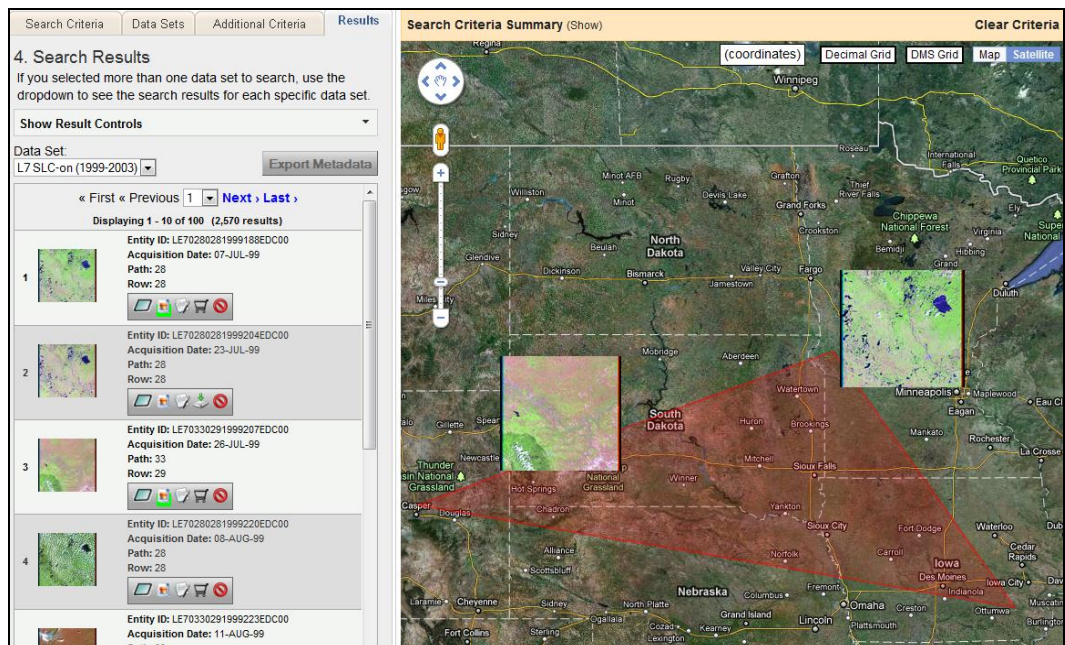 Search Criteria
Data Sets
Additional Criteria
Results
4. Search Results
If you selected more than one data set to search, use the
dropdown to see the search results for each specific data set.
Show Result Controls
Data Set:
L7 SLC-on (1999-2003)
Export Metadata
« First « Previous 1 Next › Last ›
Displaying 1 - 10 of 100 (2,570 results)
1
Entity ID: LE70280281999188EDC00
Acquisition Date: 07-JUL-99
Path: 28
Row: 28
2
Entity ID: LE70280281999204EDC00
Acquisition Date: 23-JUL-99
Path: 28
Row: 28
3
Entity ID: LE70330291999207EDC00
Acquisition Date: 26-JUL-99
Path: 33
Row: 29
4
Entity ID: LE70280281999220EDC00
Acquisition Date: 08-AUG-99
Path: 28
Row: 28
Entity ID: LE70330291999223EDC00
Acquisition Date: 11-AUG-99
Search Criteria Summary (Show)
Clear Criteria
(coordinates)
Decimal Grid
DMS Grid
Map
Satellite
Regina
Winnipeg
Roseau
International
Falls
Quetico
Provincial Park
Minot AFB
Rugby
Grafton
Thief
River Falls
Ely
gow
Williston
Minot
Devils Lake
Grand Forks
Chippewa
National Forest
Virginia
Supe
National
Crookston
Sidney
Beulah
North
Dakota
Bemidji
Hibbing
Grand
Glendive
Dickinson
Bismarck
Valley City
Jamestown
Fargo
Duluth
Miles City
Mobridge
Aberdeen
Watertown
Minneapolis
Maplewood
Eagan
Eau Cl
Gillette
Spear
South
Dakota
Huron
Brookings
Mankato
Rochester
La Crosse
Newcastle
Thunder
sin National
Grassland
Mitchell
Sioux Falls
Hot Springs
National
Grassland
Winner
Casper
Douglas
Chadron
Yankton
Sioux City
Fort Dodge
Waterloo
Dub
Alliance
Scottsbluff
Norfolk
Carroll
Iowa
Cedar
Rapids
Des Moines
Iowa City
Dav
Indianola
Nebraska
Columbus
Fremont
Omaha
Creston
Ottumwa
Muscatin
Laramie
Cheyenne
Sidney
North Platte
Ogallala
Grand Island
Lincoln
Plattsmouth
Burlington
Fort Collins
Sterling
Cozad
Kearney
Lexington